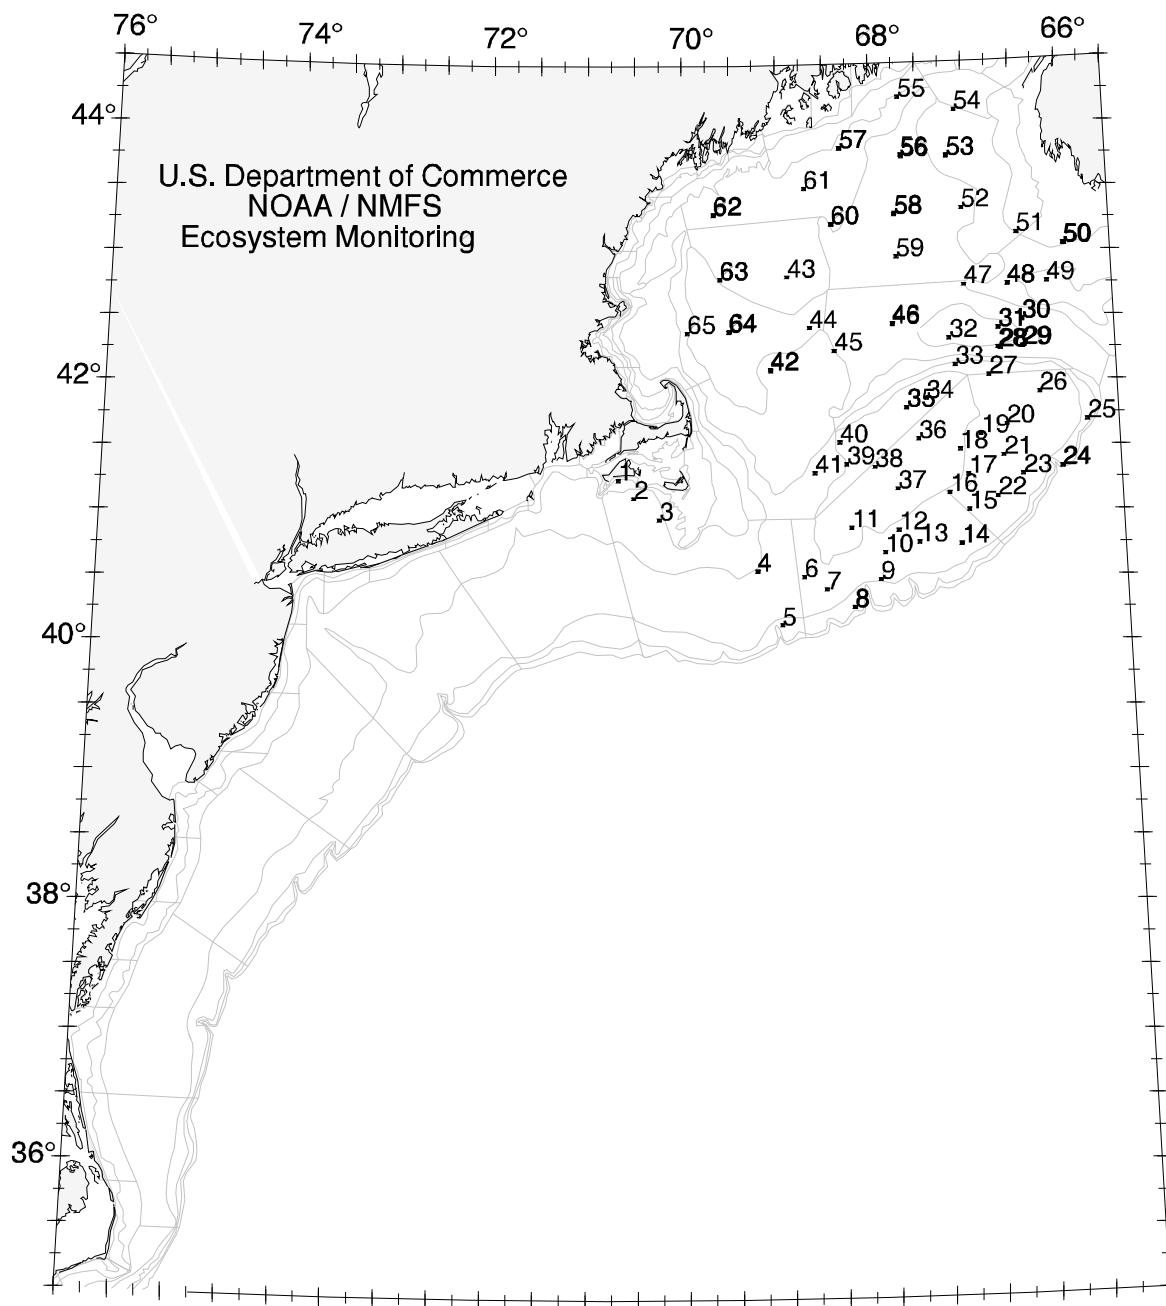 76° 74° 72° 70° 68° 66°
44°
42°
40°
38°
36°
U.S. Department of Commerce
NOAA / NMFS
Ecosystem Monitoring
55
54
57 56 53
61
62 60 58 52
51 50
59
63 43 47 48 49
65 64 44 46 32 31 30
45 28 29
42 33 27
35 34 26
40 36 18 19 20 25
41 39 38 17 21 23 24
37 16 22
15
1
2
3
11 12 13 14
10
4 6 7 9
8
5